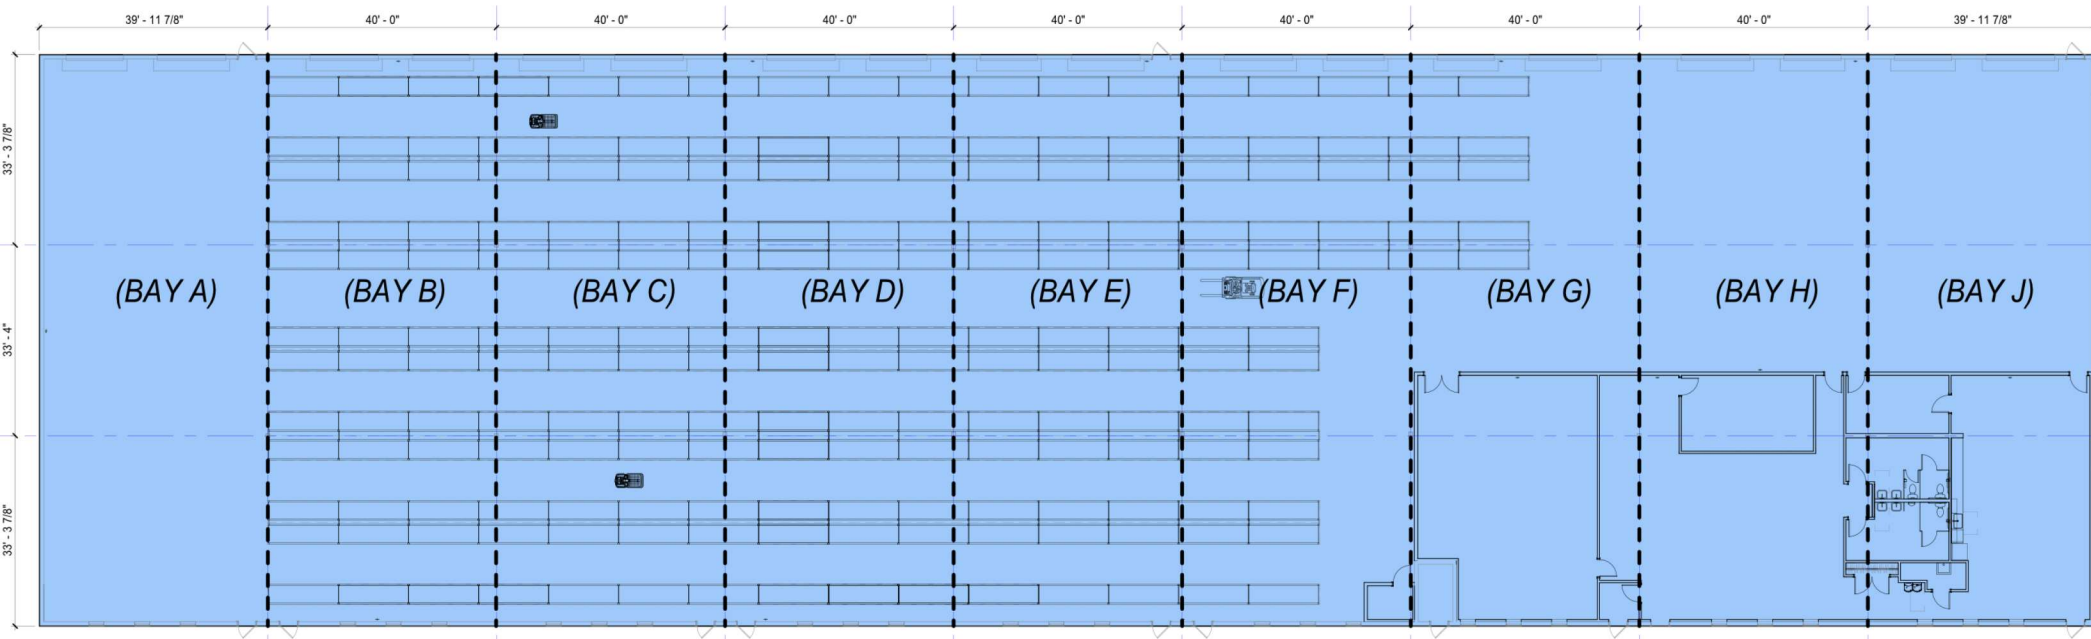 39' - 11 7/8" 40' - 0" 40' - 0" 40' - 0" 40' - 0" 40' - 0" 40' - 0" 40' - 0" 39' - 11 7/8"
33' - 3 7/8"
(BAY A) (BAY B) (BAY C) (BAY D) (BAY E) (BAY F) (BAY G) (BAY H) (BAY J)
33' - 4"
33' - 3 7/8"